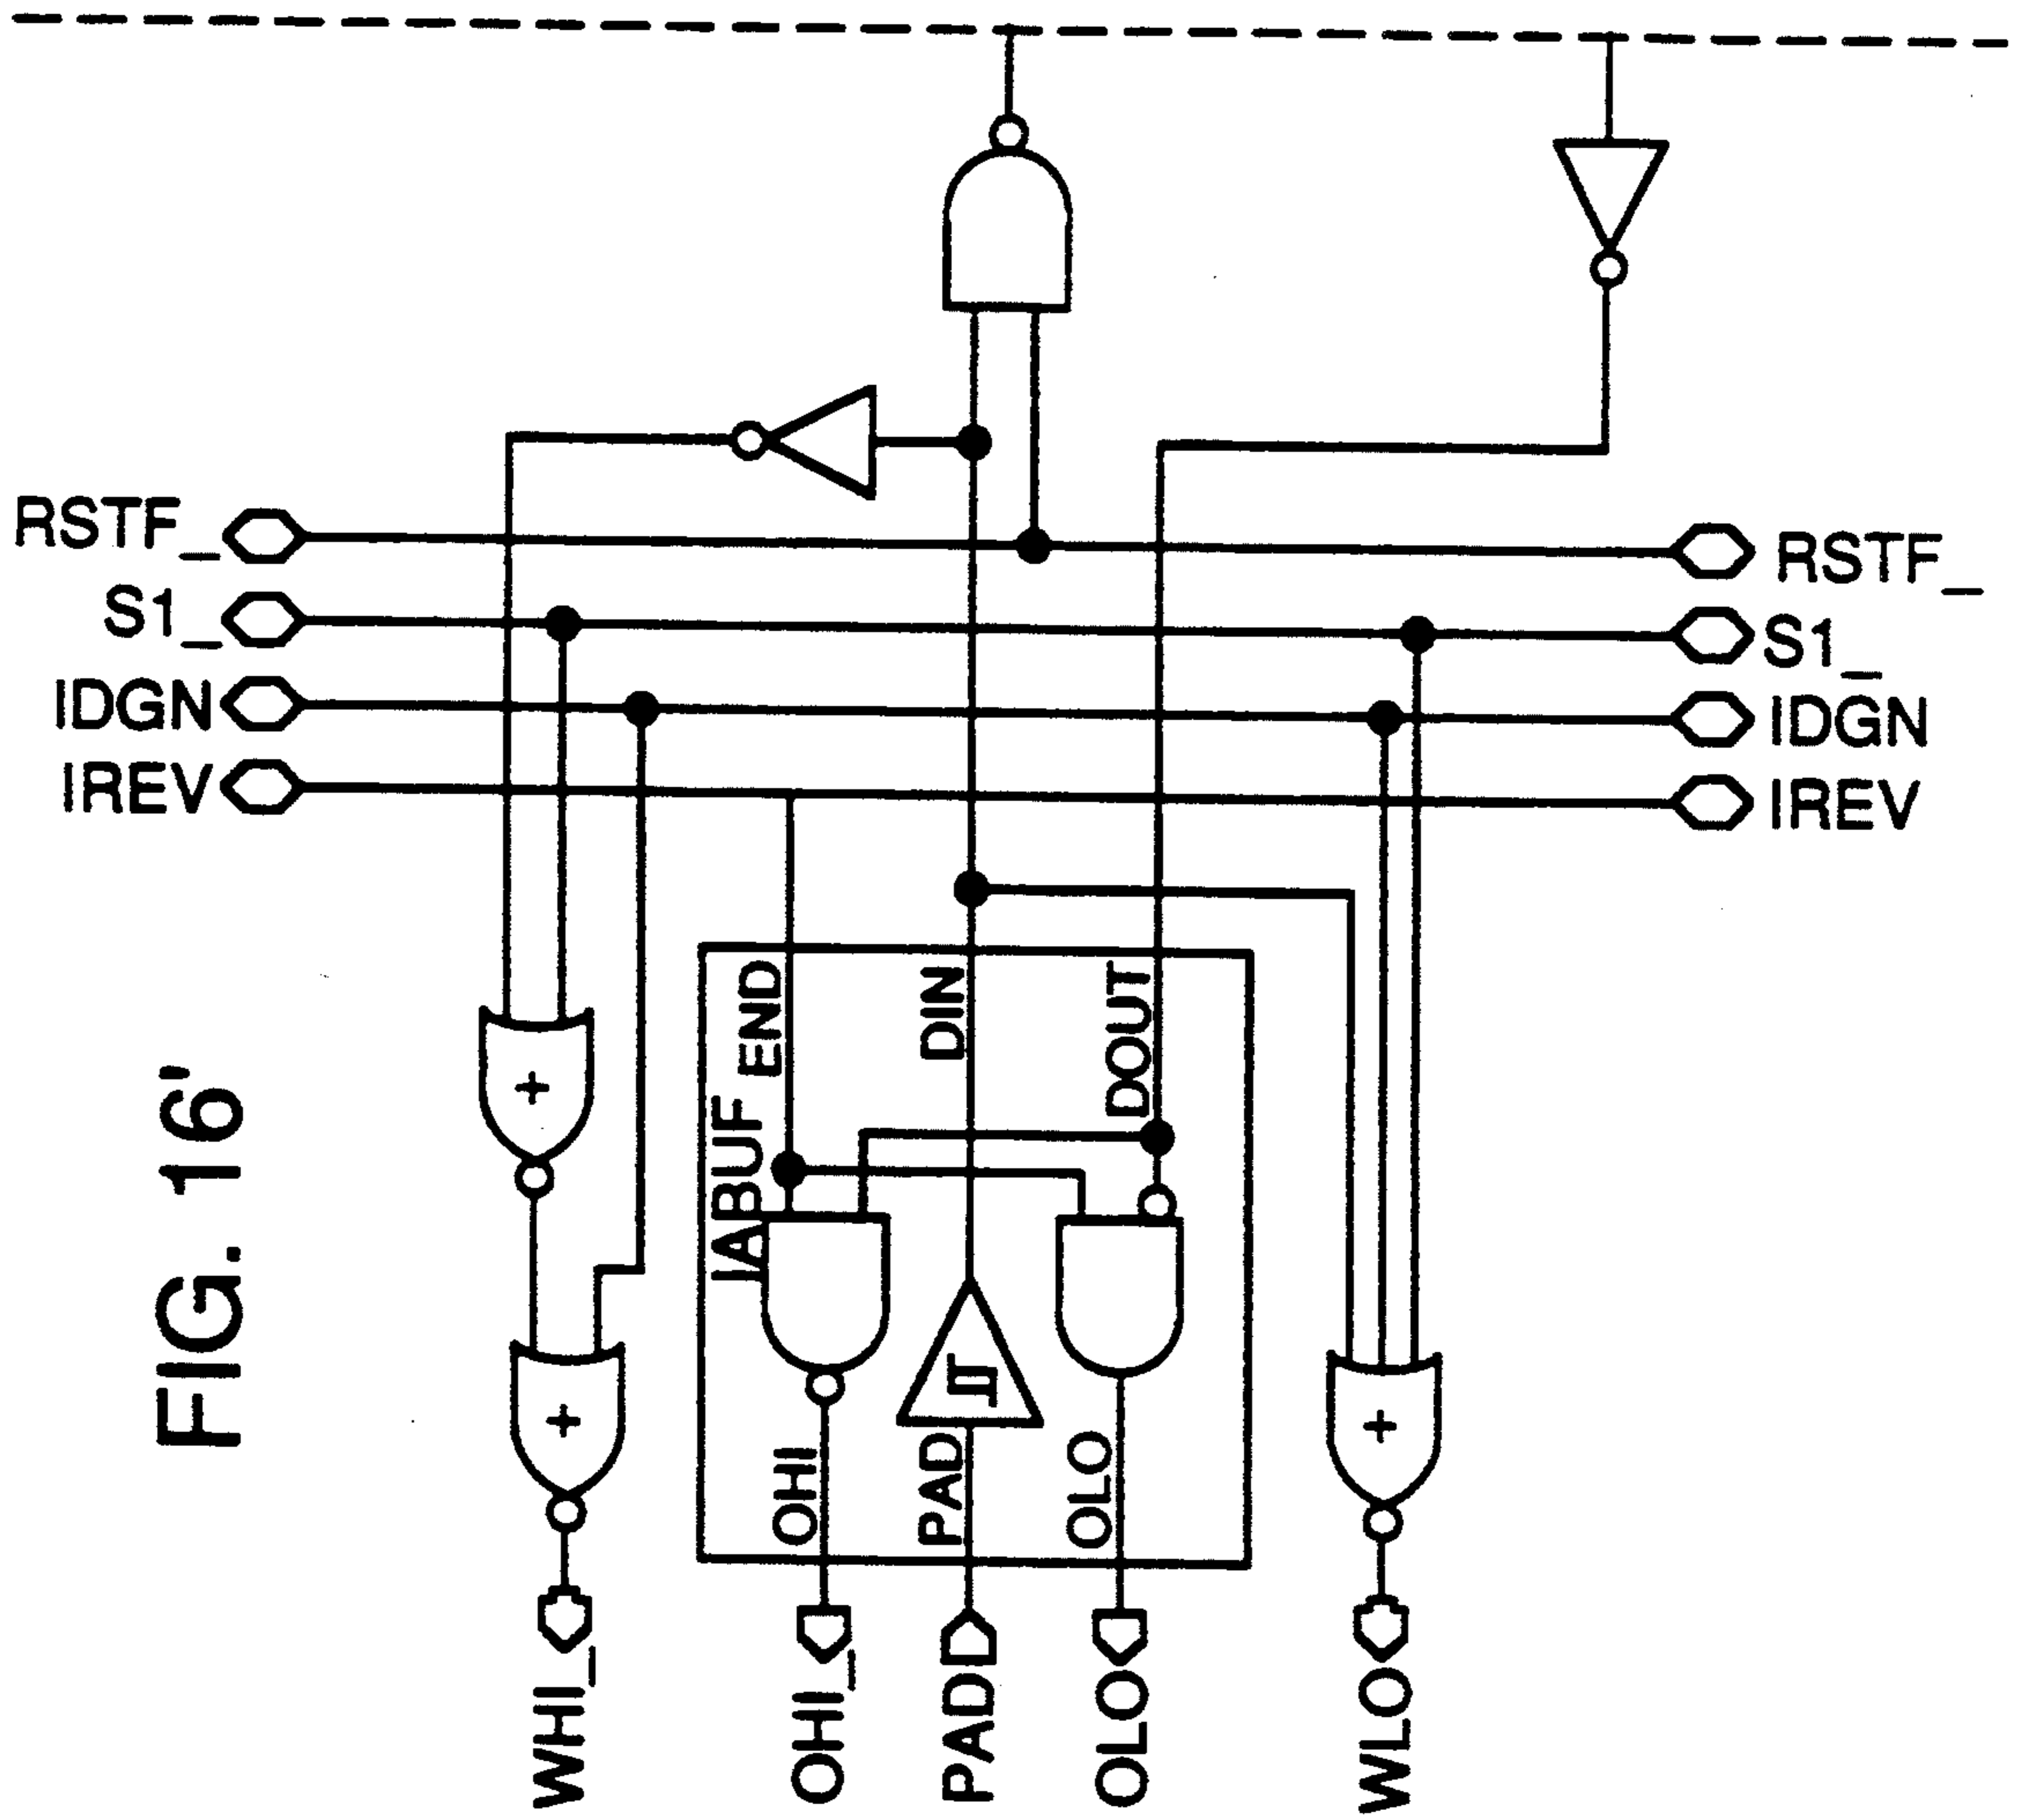 RSTF_
RSTF_
S1_
S1_
IDGN
IDGN
IREV
IREV
FIG. 16'
IABUF
END
DIN
DOUT
+
+
+
OHI
PAD
OLO
WHI_
OHI_
PAD
OLO
WLO